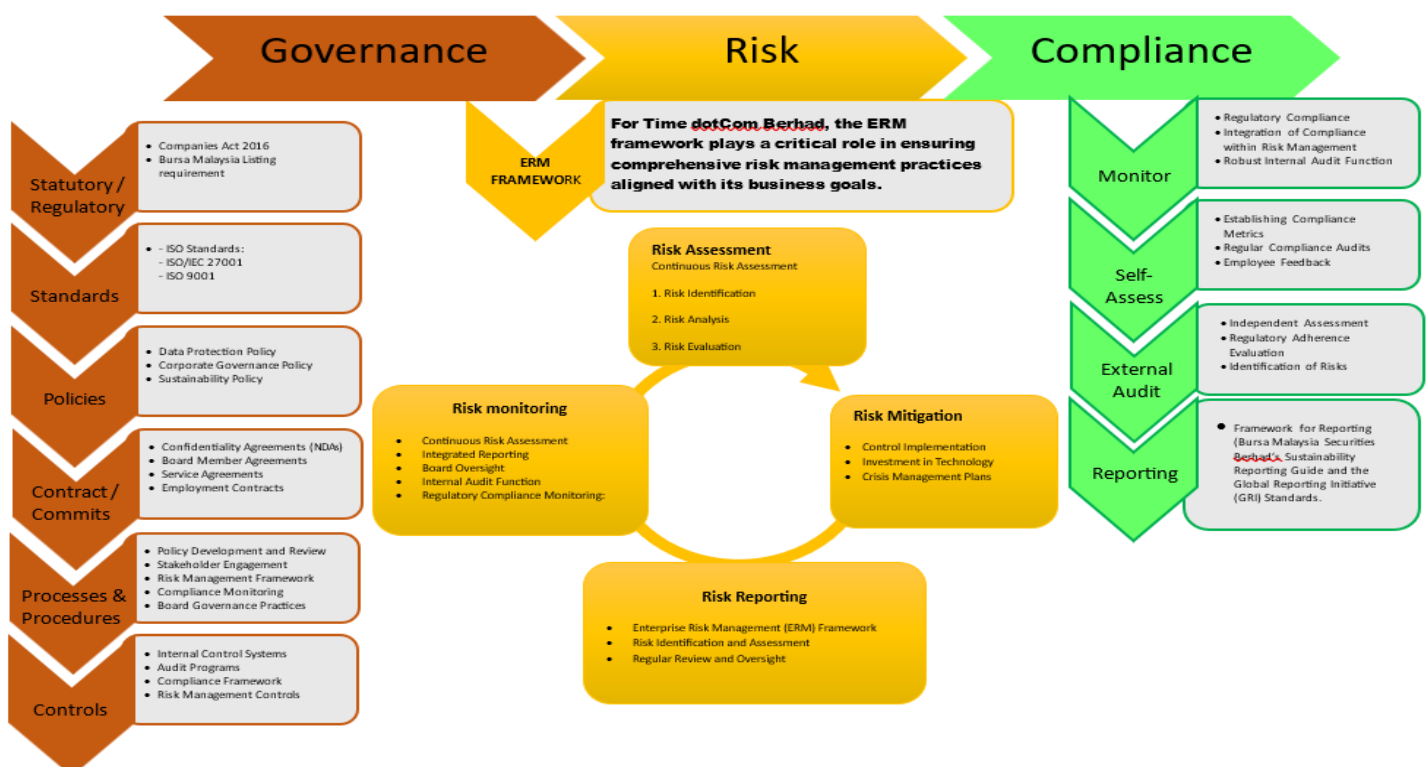 Governance
Risk
Compliance
Statutory /
Regulatory
• Companies Act 2016
• Bursa Malaysia Listing
requirement
Standards
• - ISO Standards:
- ISO/IEC 27001
- ISO 9001
Policies
• Data Protection Policy
• Corporate Governance Policy
• Sustainability Policy
Contract /
Commits
• Confidentiality Agreements (NDAs)
• Board Member Agreements
• Service Agreements
• Employment Contracts
Processes &
Procedures
• Policy Development and Review
• Stakeholder Engagement
• Risk Management Framework
• Compliance Monitoring
• Board Governance Practices
Controls
• Internal Control Systems
• Audit Programs
• Compliance Framework
• Risk Management Controls
ERM
FRAMEWORK
For Time dotCom Berhad, the ERM
framework plays a critical role in ensuring
comprehensive risk management practices
aligned with its business goals.
Risk Assessment
Continuous Risk Assessment
1. Risk Identification
2. Risk Analysis
3. Risk Evaluation
Risk monitoring
• Continuous Risk Assessment
• Integrated Reporting
• Board Oversight
• Internal Audit Function
• Regulatory Compliance Monitoring:
Risk Mitigation
• Control Implementation
• Investment in Technology
• Crisis Management Plans
Risk Reporting
• Enterprise Risk Management (ERM) Framework
• Risk Identification and Assessment
• Regular Review and Oversight
Monitor
• Regulatory Compliance
• Integration of Compliance
within Risk Management
• Robust Internal Audit Function
Self-
Assess
• Establishing Compliance
Metrics
• Regular Compliance Audits
• Employee Feedback
External
Audit
• Independent Assessment
• Regulatory Adherence
Evaluation
• Identification of Risks
Reporting
• Framework for Reporting
(Bursa Malaysia Securities
Berhad's Sustainability
Reporting Guide and the
Global Reporting Initiative
(GRI) Standards.